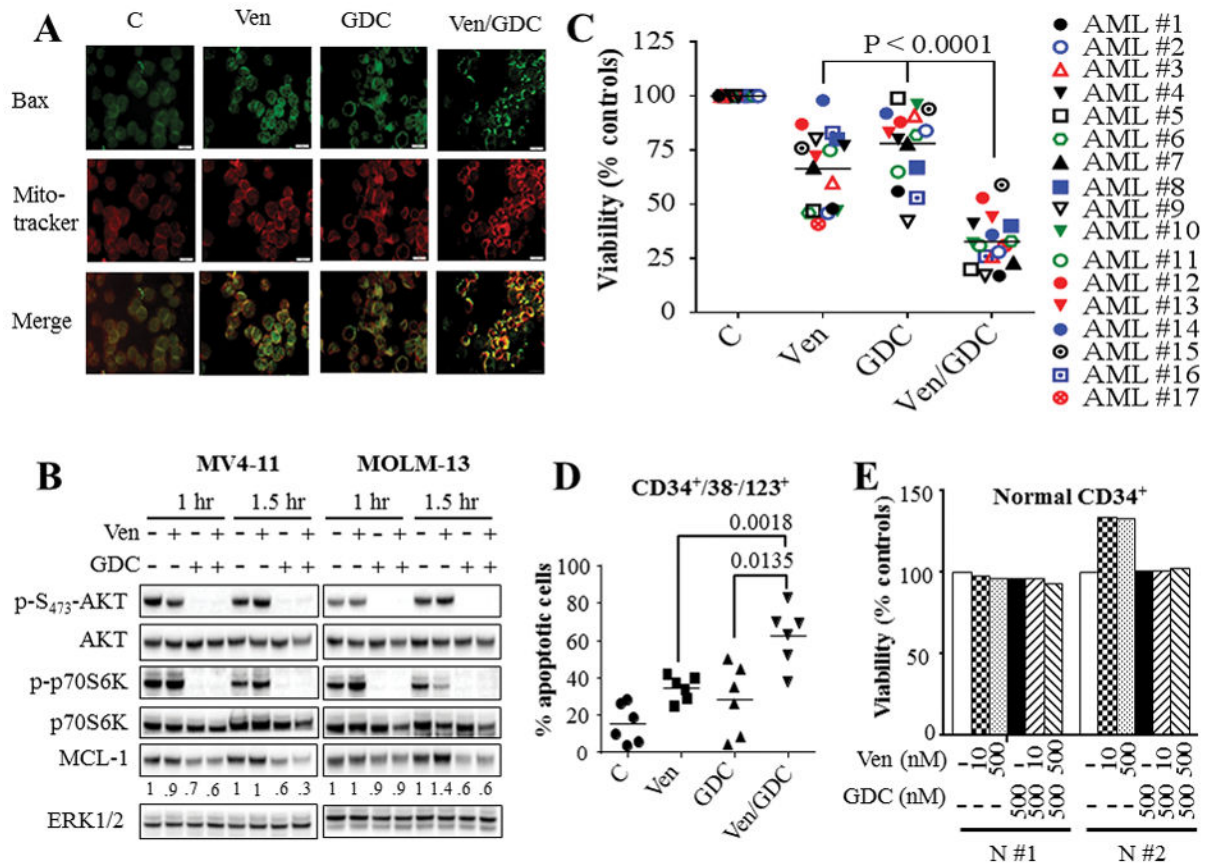 A
C Ven GDC Ven/GDC
Bax
Mito-
tracker
Merge
C
Viability (% controls)
125
100
75
50
25
0
P < 0.0001
C Ven GDC Ven/GDC
AML #1
AML #2
AML #3
AML #4
AML #5
AML #6
AML #7
AML #8
AML #9
AML #10
AML #11
AML #12
AML #13
AML #14
AML #15
AML #16
AML #17
B
MV4-11 MOLM-13
1 hr 1.5 hr 1 hr 1.5 hr
Ven - + - + - + - + - + - + - + - +
GDC - - + + - - + + - - + + - - + +
p-S473-AKT
AKT
p-p70S6K
p70S6K
MCL-1
1 .9 .7 .6 1 1 .6 .3 1 1 .9 .9 1 1.4 .6 .6
ERK1/2
D
CD34+/38-/123+
0.0018
0.0135
% apoptotic cells
100
80
60
40
20
0
C Ven GDC Ven/GDC
E
Normal CD34+
Viability (% controls)
150
100
50
0
Ven (nM) - 10 500 - 10 500 - 10 500 - 10 500
GDC (nM) - - - 500 500 500 - - - 500 500 500
N #1 N #2